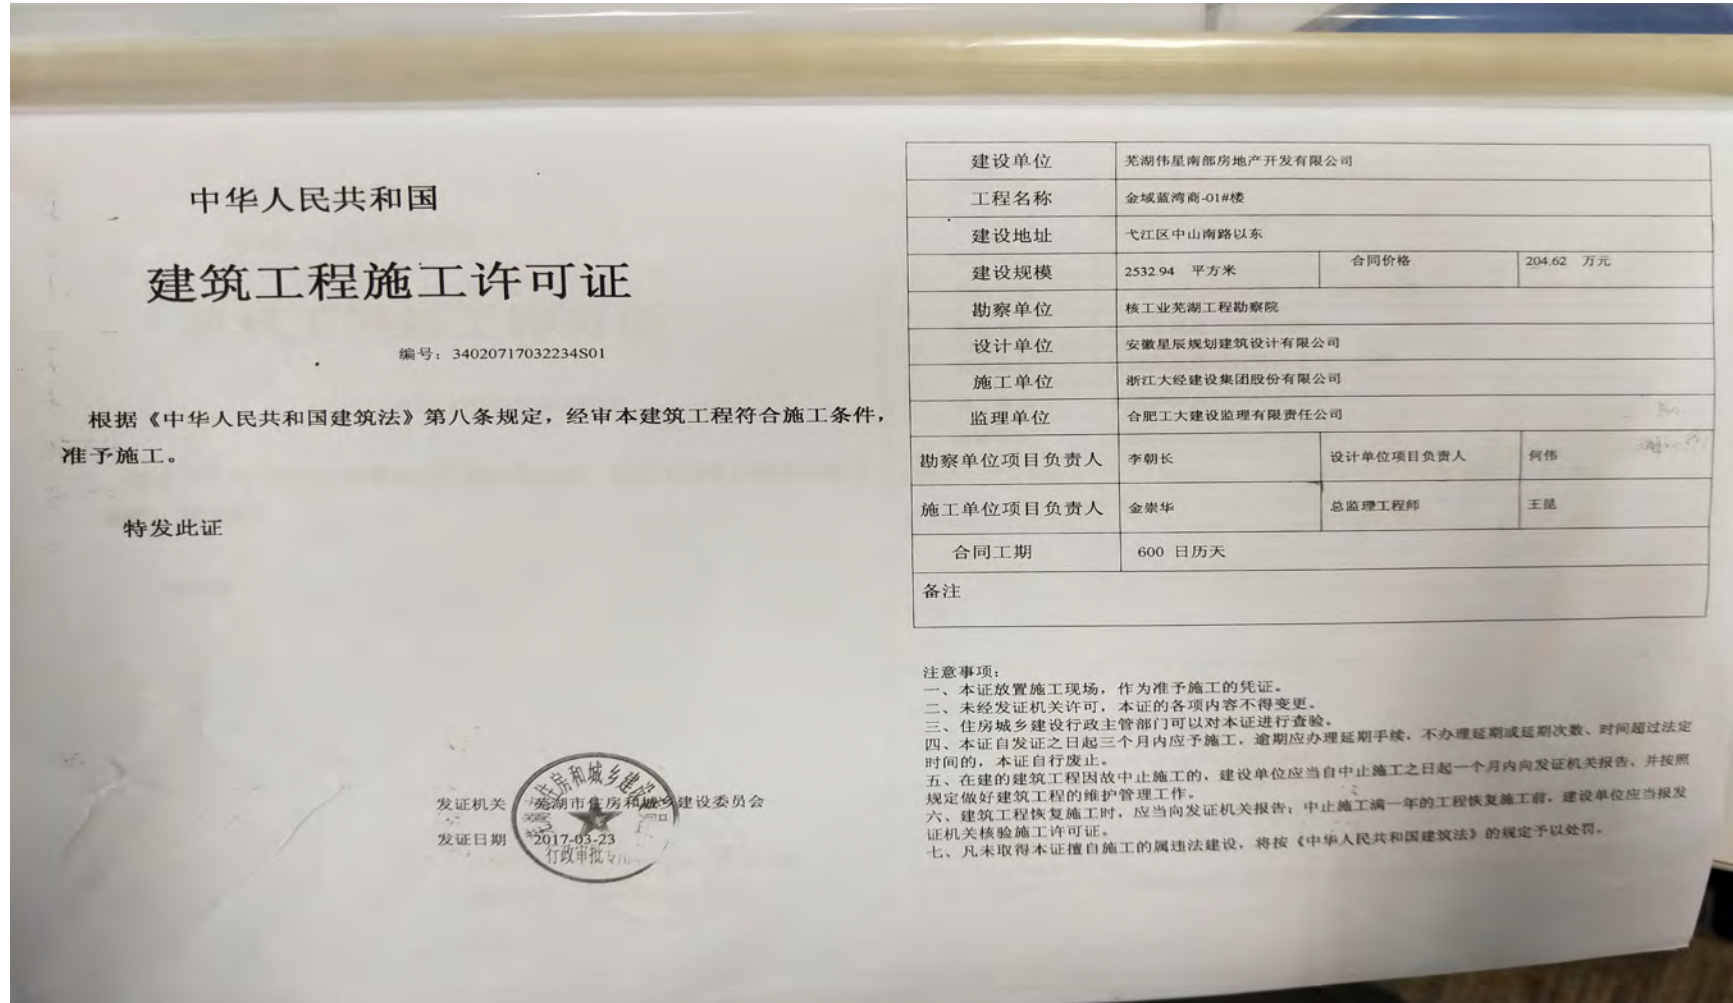 中华人民共和国
建筑工程施工许可证
编号：34020717032234S01
根据《中华人民共和国建筑法》第八条规定，经审本建筑工程符合施工条件，
准予施工。
特发此证
发证机关 芜湖市住房和城乡建设委员会
发证日期 2017-03-23
行政审批专用
建设单位 芜湖伟星南部房地产开发有限公司
工程名称 金域蓝湾商-01#楼
建设地址 弋江区中山南路以东
建设规模 2532.94 平方米 合同价格 204.62 万元
勘察单位 核工业芜湖工程勘察院
设计单位 安徽星辰规划建筑设计有限公司
施工单位 浙江大经建设集团股份有限公司
监理单位 合肥工大建设监理有限责任公司
勘察单位项目负责人 李朝长 设计单位项目负责人 何伟
施工单位项目负责人 金崇华 总监理工程师 王昆
合同工期 600 日历天
备注
注意事项：
一、本证放置施工现场，作为准予施工的凭证。
二、未经发证机关许可，本证的各项内容不得变更。
三、住房城乡建设行政主管部门可以对本证进行查验。
四、本证自发证之日起三个月内应予施工，逾期应办理延期手续，不办理延期或延期次数、时间超过法定
时间的，本证自行废止。
五、在建的建筑工程因故中止施工的，建设单位应当自中止施工之日起一个月内向发证机关报告，并按照
规定做好建筑工程的维护管理工作。
六、建筑工程恢复施工时，应当向发证机关报告；中止施工满一年的工程恢复施工前，建设单位应当报发
证机关核验施工许可证。
七、凡未取得本证擅自施工的属违法建设，将按《中华人民共和国建筑法》的规定予以处罚。